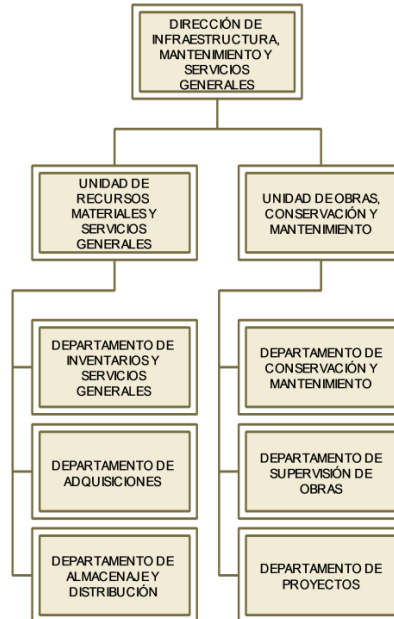 DIRECCIÓN DE
INFRAESTRUCTURA,
MANTENIMIENTO Y
SERVICIOS
GENERALES
UNIDAD DE
RECURSOS
MATERIALES Y
SERVICIOS
GENERALES
UNIDAD DE OBRAS,
CONSERVACIÓN Y
MANTENIMIENTO
DEPARTAMENTO DE
INVENTARIOS Y
SERVICIOS
GENERALES
DEPARTAMENTO DE
CONSERVACIÓN Y
MANTENIMIENTO
DEPARTAMENTO DE
ADQUISICIONES
DEPARTAMENTO DE
SUPERVISIÓN DE
OBRAS
DEPARTAMENTO DE
ALMACENAJE Y
DISTRIBUCIÓN
DEPARTAMENTO DE
PROYECTOS